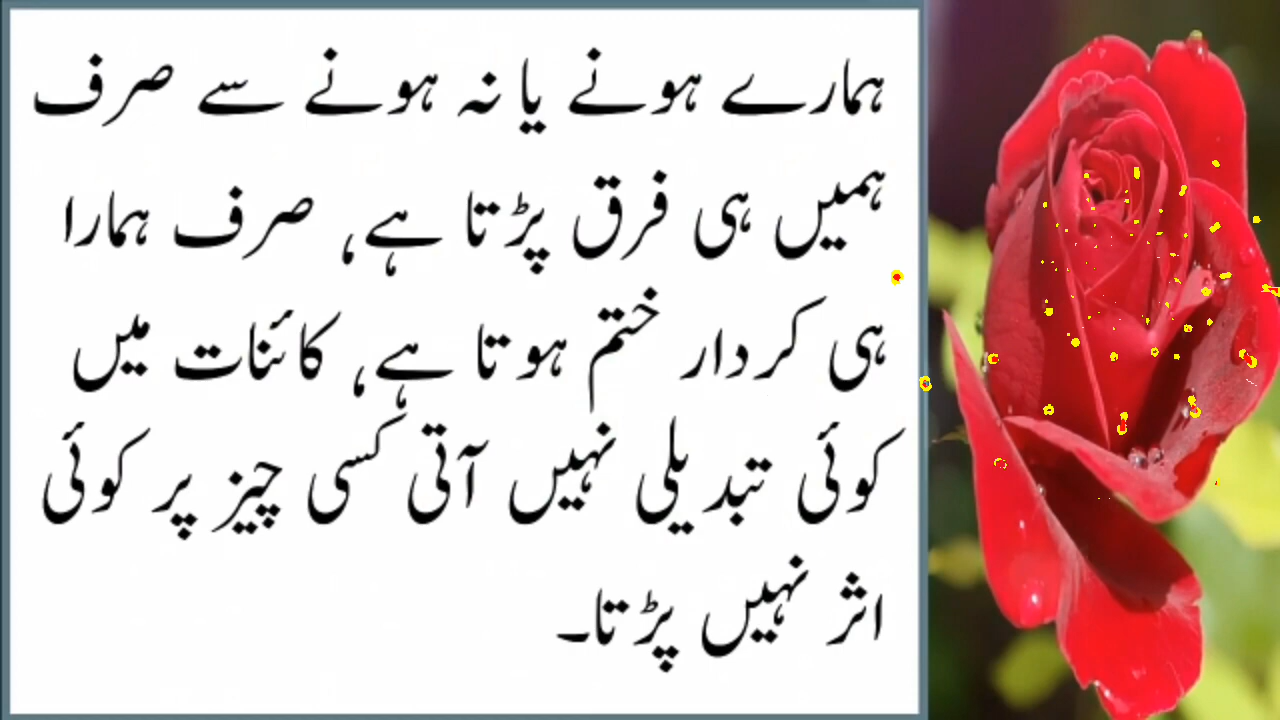 ہمارے ہونے یا نہ ہونے سے صرف
ہمیں ہی فرق پڑتا ہے، صرف ہمارا
ہی کردار ختم ہوتا ہے، کائنات میں
کوئی تبدیلی نہیں آتی کسی چیز پر کوئی
اثر نہیں پڑتا۔